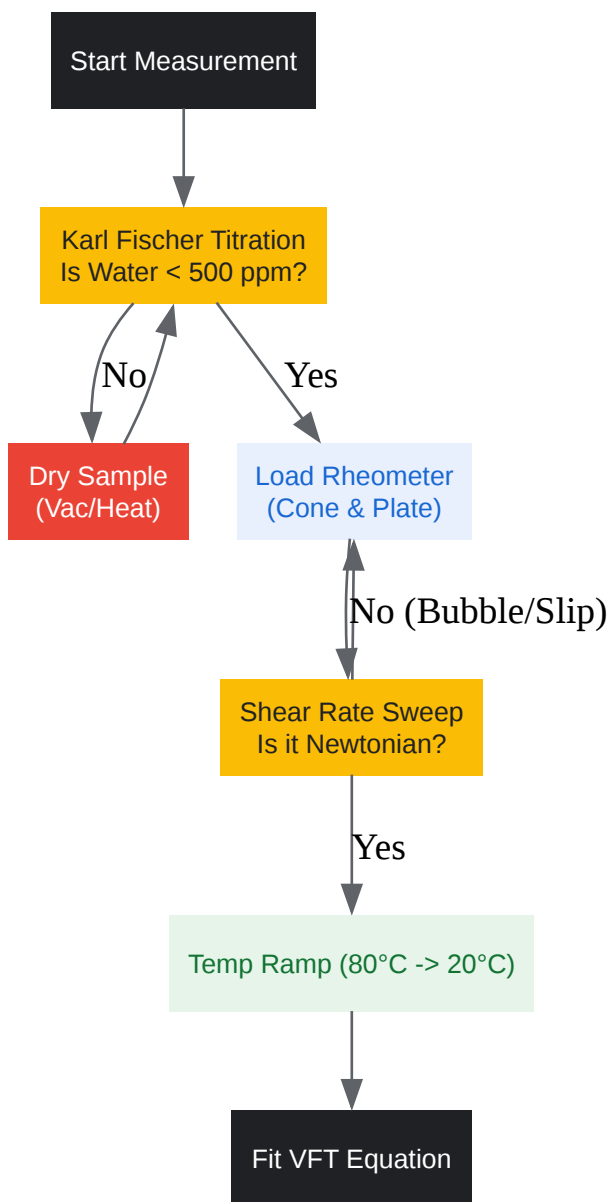 Start Measurement
Karl Fischer Titration
Is Water < 500 ppm?
No
Yes
Dry Sample
(Vac/Heat)
Load Rheometer
(Cone & Plate)
No (Bubble/Slip)
Shear Rate Sweep
Is it Newtonian?
Yes
Temp Ramp (80°C -> 20°C)
Fit VFT Equation